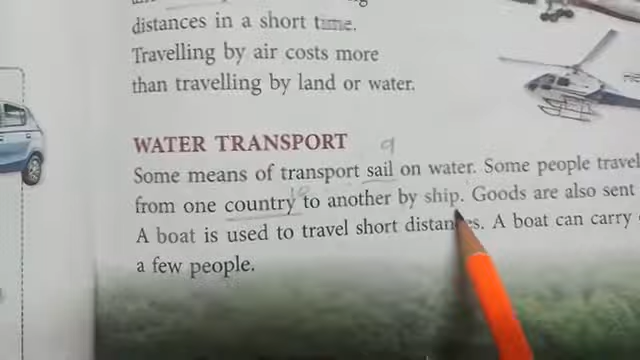 distances in a short time.
Travelling by air costs more
than travelling by land or water.
WATER TRANSPORT
9
Some means of transport sail on water. Some people travel
from one country to another by ship. Goods are also sent
A boat is used to travel short distances. A boat can carry
a few people.